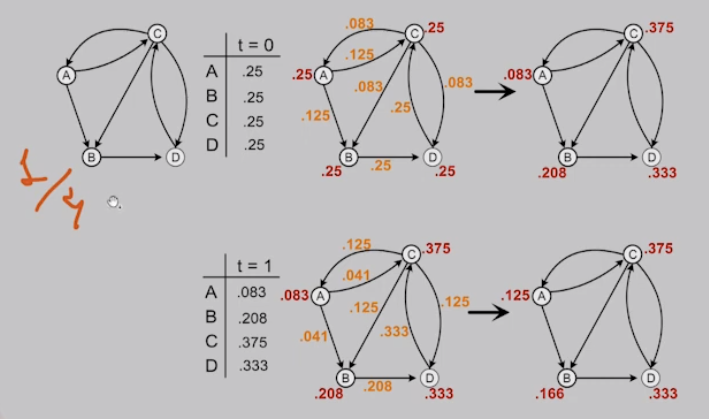 C
A
B
D
t = 0
A .25
B .25
C .25
D .25
.083
C .25
.125
.25 A
.083
.083
.125
.25
B
D
.25
.25
.25
C .375
.083 A
B
D
.208
.333
1/4
t = 1
A .083
B .208
C .375
D .333
.125
C .375
.041
.083 A
.125
.125
.041
.333
B
D
.208
.208
.333
C .375
.125 A
B
D
.166
.333